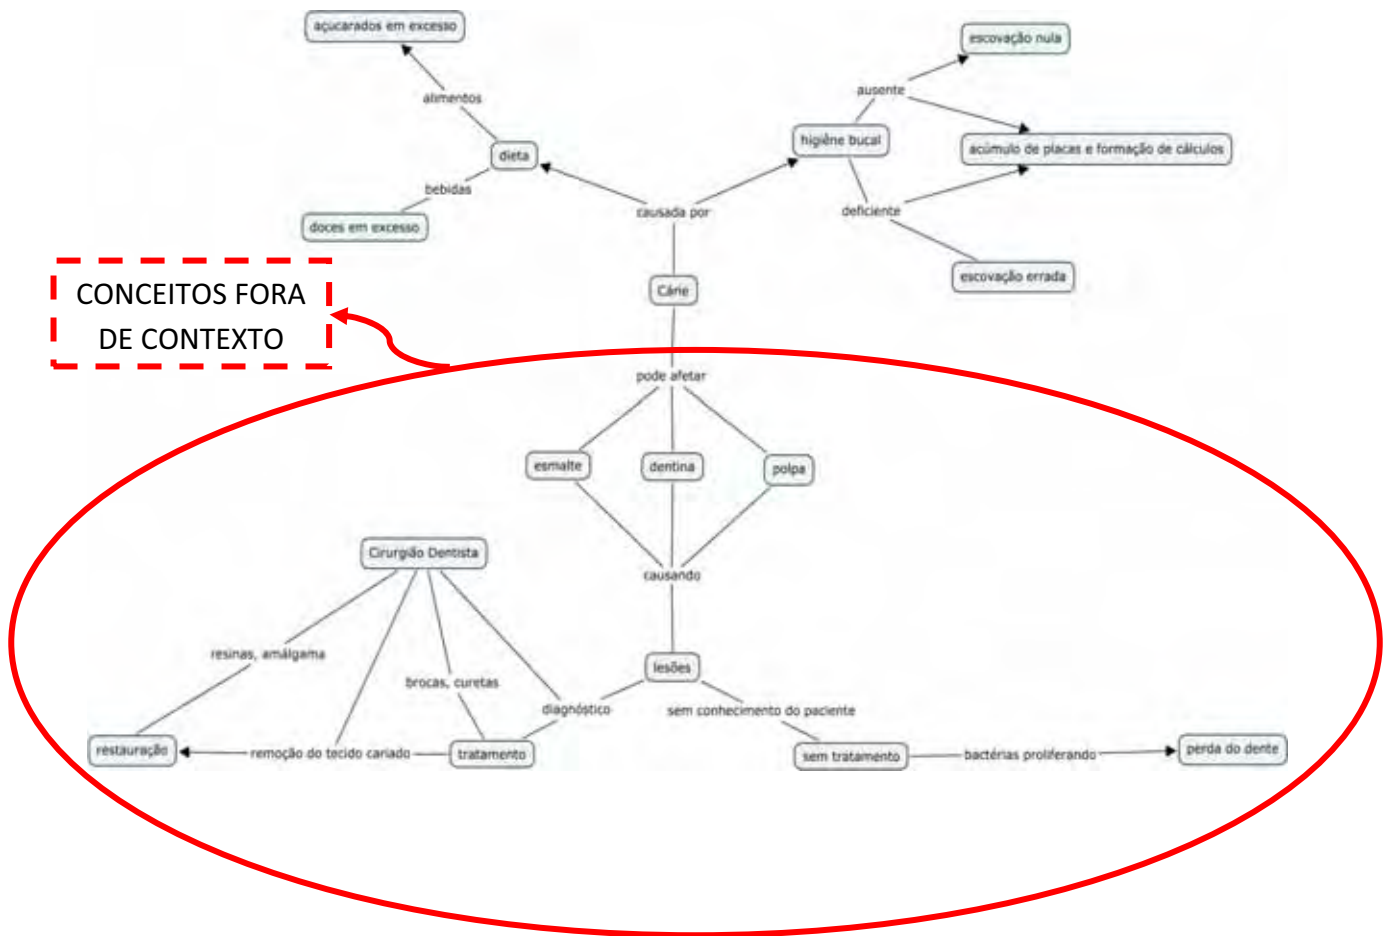 açucarados em excesso
escovação nula
alimentos
ausente
higiêne bucal
acúmulo de placas e formação de cálculos
dieta
bebidas
causada por
deficiente
doces em excesso
escovação errada
Cárie
CONCEITOS FORA
DE CONTEXTO
pode afetar
esmalte
dentina
polpa
Cirurgião Dentista
causando
resinas, amálgama
lesões
brocas, curetas
diagnóstico
sem conhecimento do paciente
restauração
remoção do tecido cariado
tratamento
sem tratamento
bactérias proliferando
perda do dente